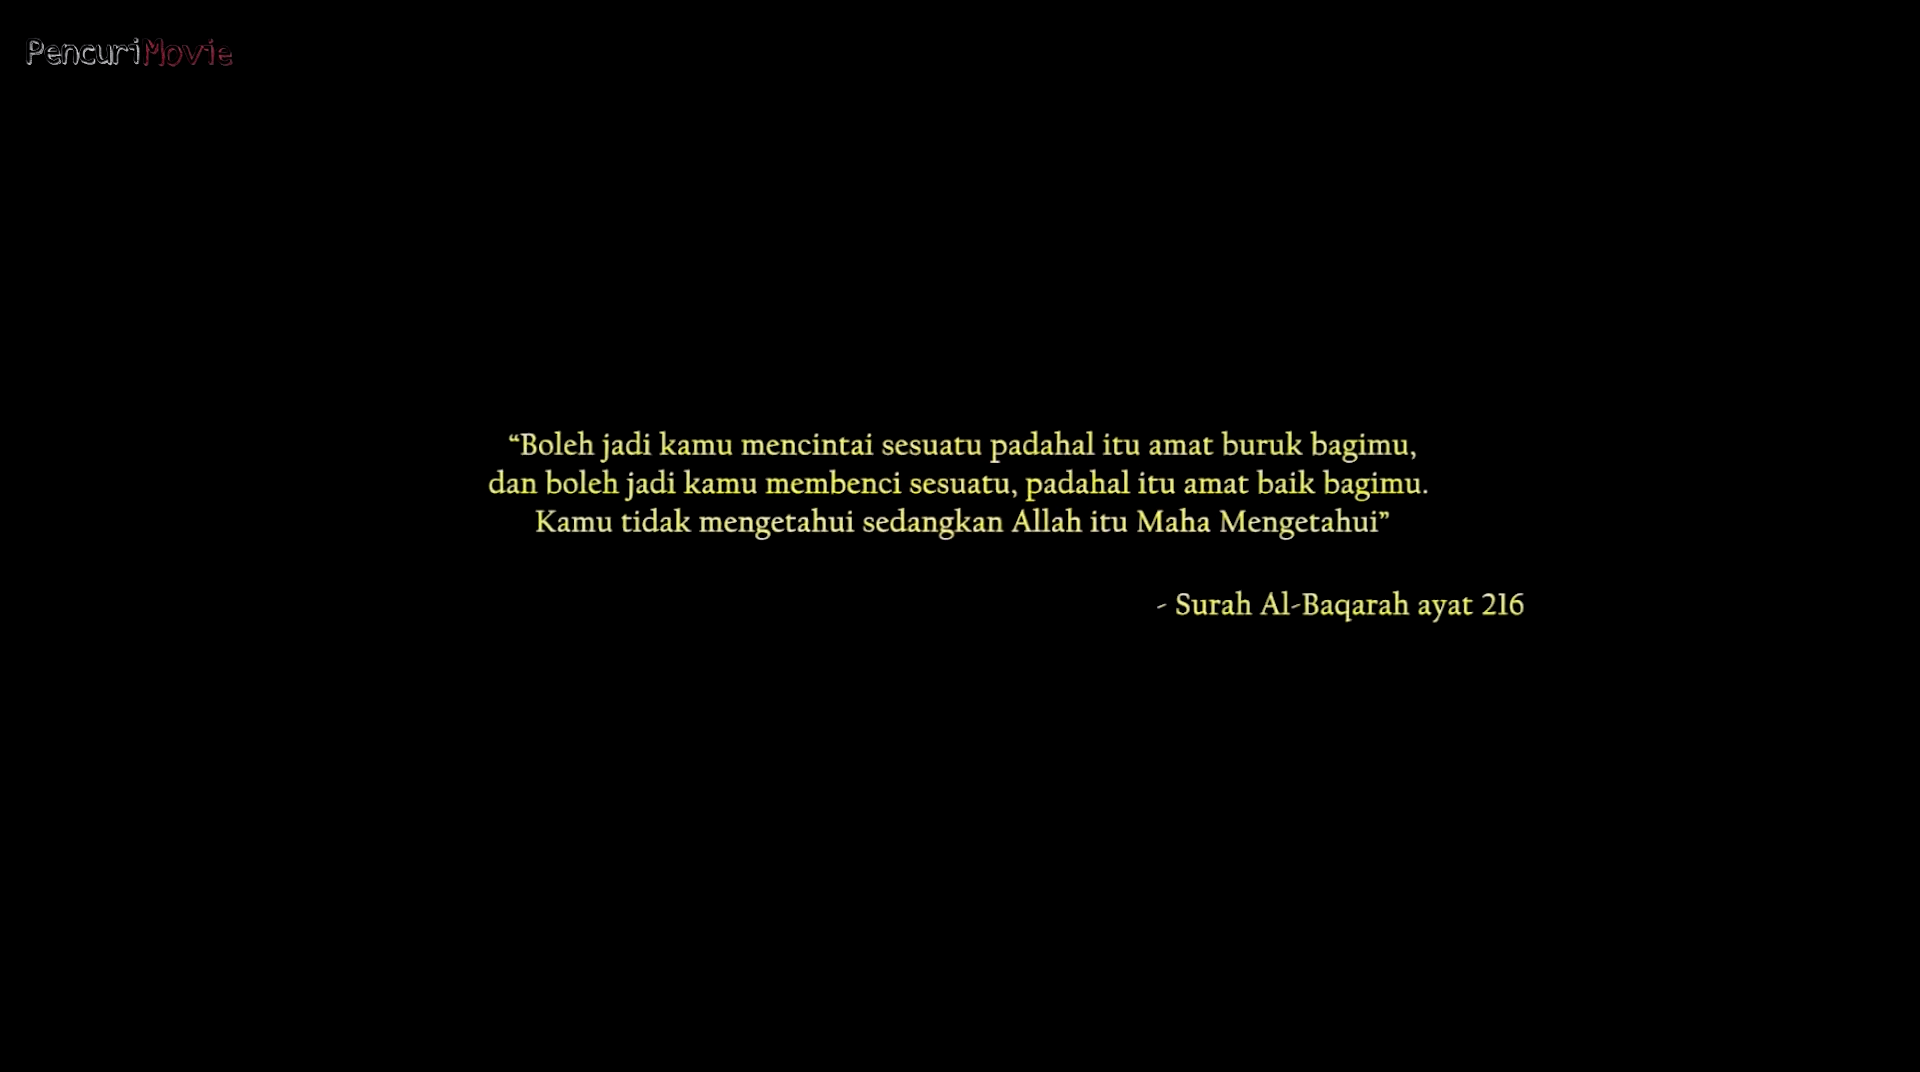 PencuriMovie
“Boleh jadi kamu mencintai sesuatu padahal itu amat buruk bagimu,
dan boleh jadi kamu membenci sesuatu, padahal itu amat baik bagimu.
Kamu tidak mengetahui sedangkan Allah itu Maha Mengetahui”
- Surah Al-Baqarah ayat 216